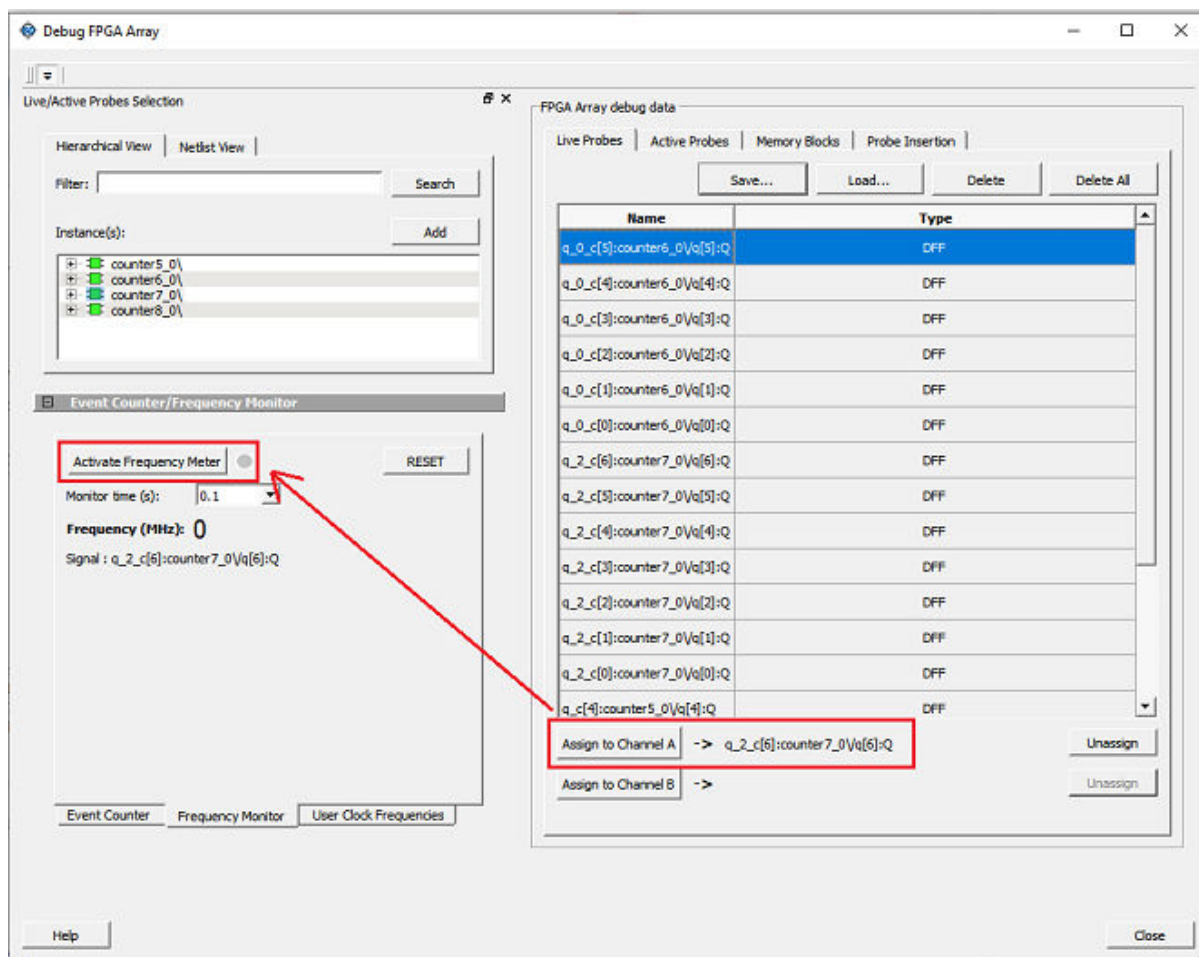 Debug FPGA Array
Live/Active Probes Selection
Hierarchical View Netlist View
Filter: Search
Instance(s): Add
counter5_0\
counter6_0\
counter7_0\
counter8_0\
Event Counter/Frequency Monitor
Activate Frequency Meter RESET
Monitor time (s): 0.1
Frequency (MHz): 0
Signal : q_2_c[6]:counter7_0\/q[6]:Q
Event Counter Frequency Monitor User Clock Frequencies
FPGA Array debug data
Live Probes Active Probes Memory Blocks Probe Insertion
Save... Load... Delete Delete All
Name Type
q_0_c[5]:counter6_0\/q[5]:Q DFF
q_0_c[4]:counter6_0\/q[4]:Q DFF
q_0_c[3]:counter6_0\/q[3]:Q DFF
q_0_c[2]:counter6_0\/q[2]:Q DFF
q_0_c[1]:counter6_0\/q[1]:Q DFF
q_0_c[0]:counter6_0\/q[0]:Q DFF
q_2_c[6]:counter7_0\/q[6]:Q DFF
q_2_c[5]:counter7_0\/q[5]:Q DFF
q_2_c[4]:counter7_0\/q[4]:Q DFF
q_2_c[3]:counter7_0\/q[3]:Q DFF
q_2_c[2]:counter7_0\/q[2]:Q DFF
q_2_c[1]:counter7_0\/q[1]:Q DFF
q_2_c[0]:counter7_0\/q[0]:Q DFF
q_c[4]:counter5_0\/q[4]:Q DFF
Assign to Channel A -> q_2_c[6]:counter7_0\/q[6]:Q Unassign
Assign to Channel B -> Unassign
Help Close